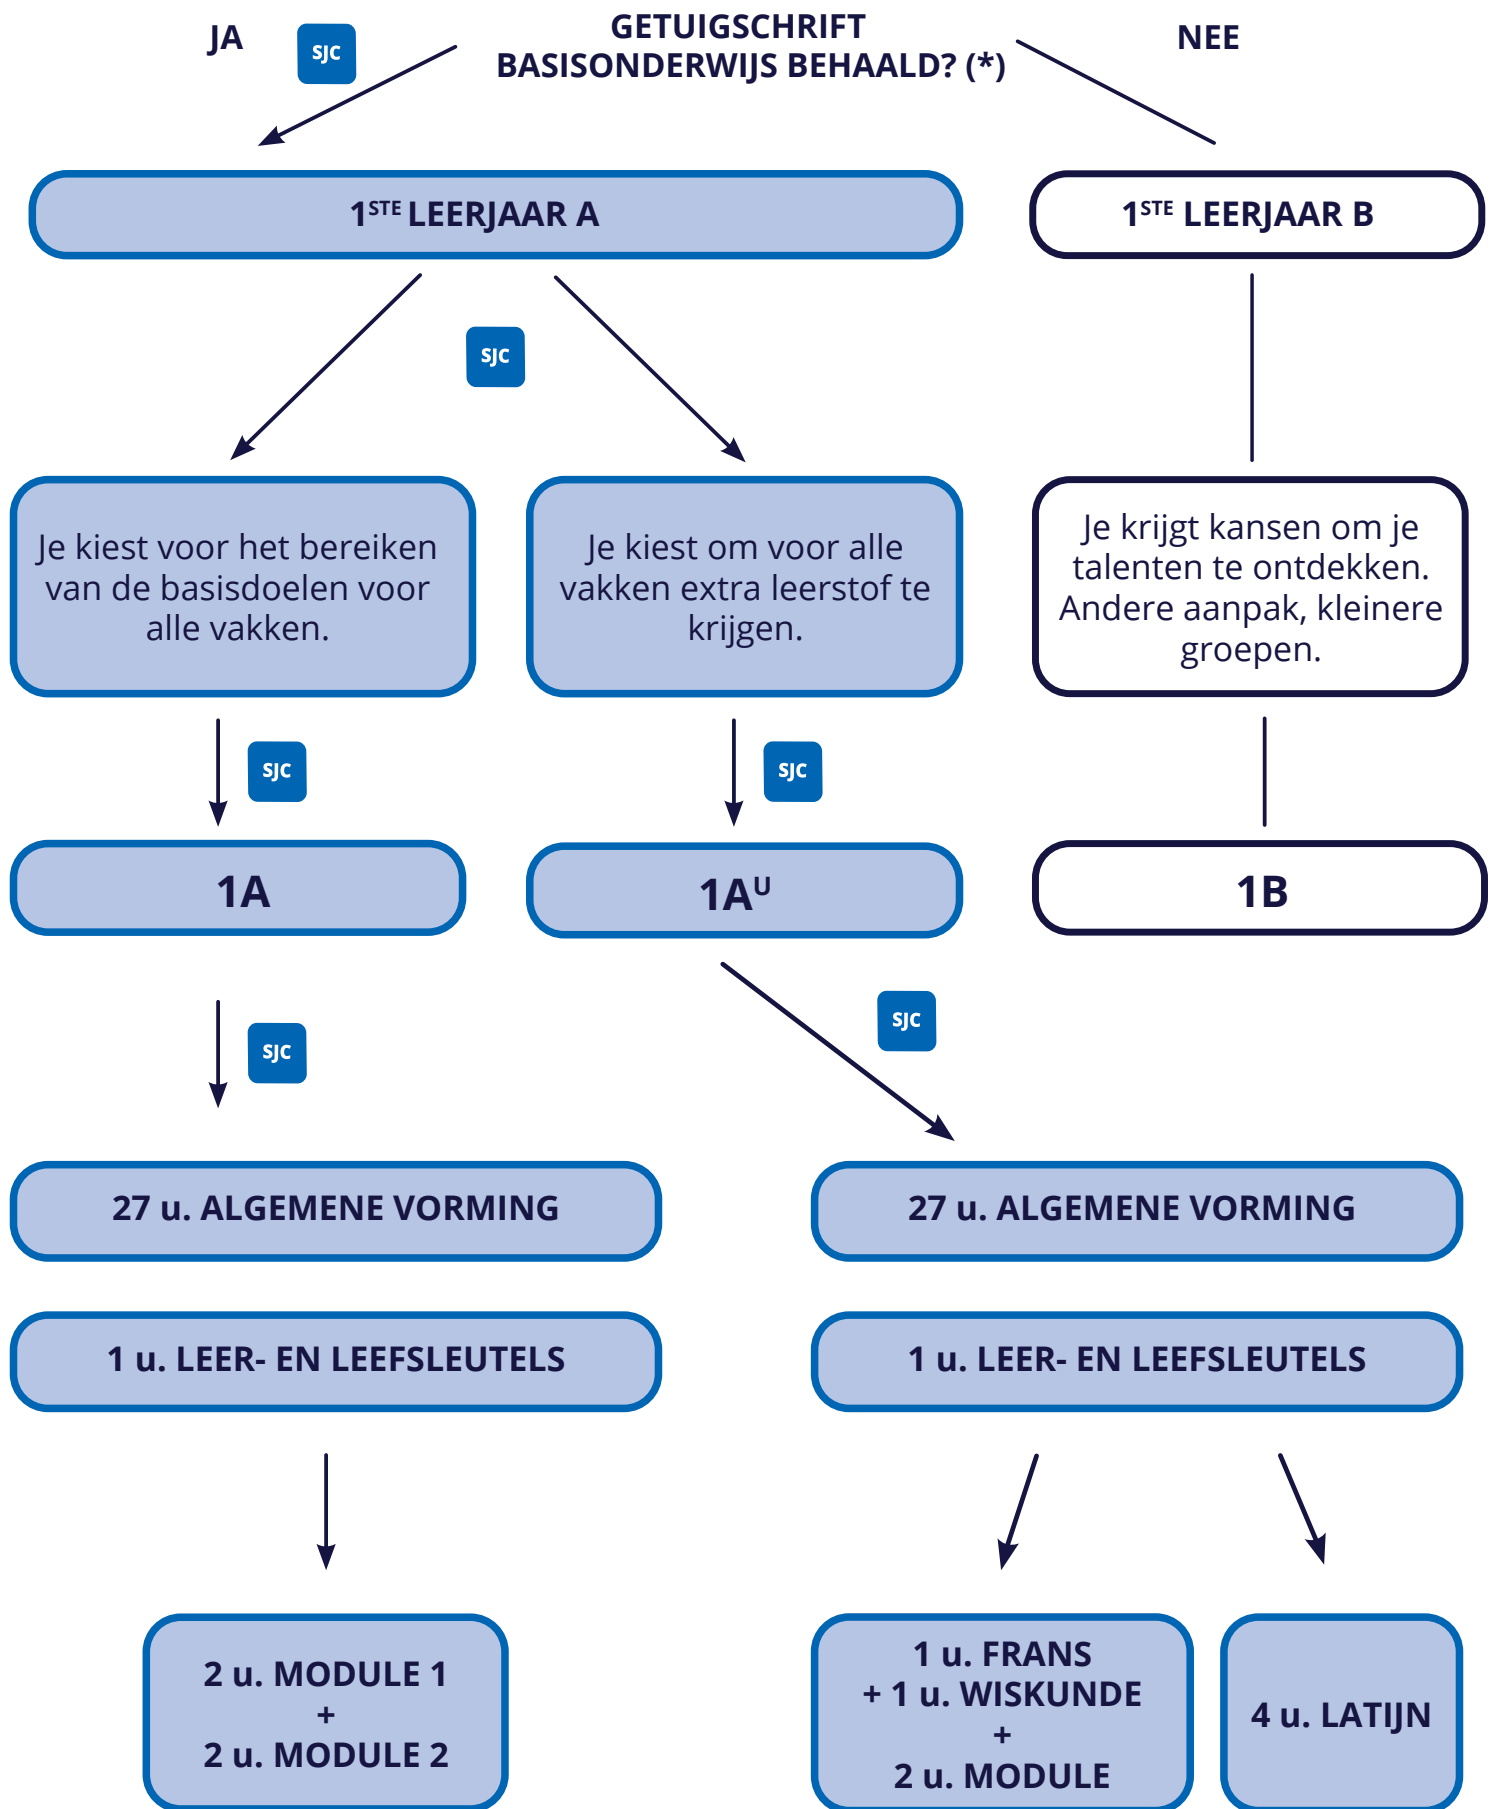 JA
SJC
GETUIGSCHRIFT
BASISONDERWIJS BEHAALD? (*)
NEE
1STE LEERJAAR A
1STE LEERJAAR B
SJC
Je kiest voor het bereiken
van de basisdoelen voor
alle vakken.
Je kiest om voor alle
vakken extra leerstof te
krijgen.
Je krijgt kansen om je
talenten te ontdekken.
Andere aanpak, kleinere
groepen.
SJC
SJC
1A
1AU
1B
SJC
SJC
27 u. ALGEMENE VORMING
27 u. ALGEMENE VORMING
1 u. LEER- EN LEEFSLEUTELS
1 u. LEER- EN LEEFSLEUTELS
2 u. MODULE 1
+
2 u. MODULE 2
1 u. FRANS
+ 1 u. WISKUNDE
+
2 u. MODULE
4 u. LATIJN